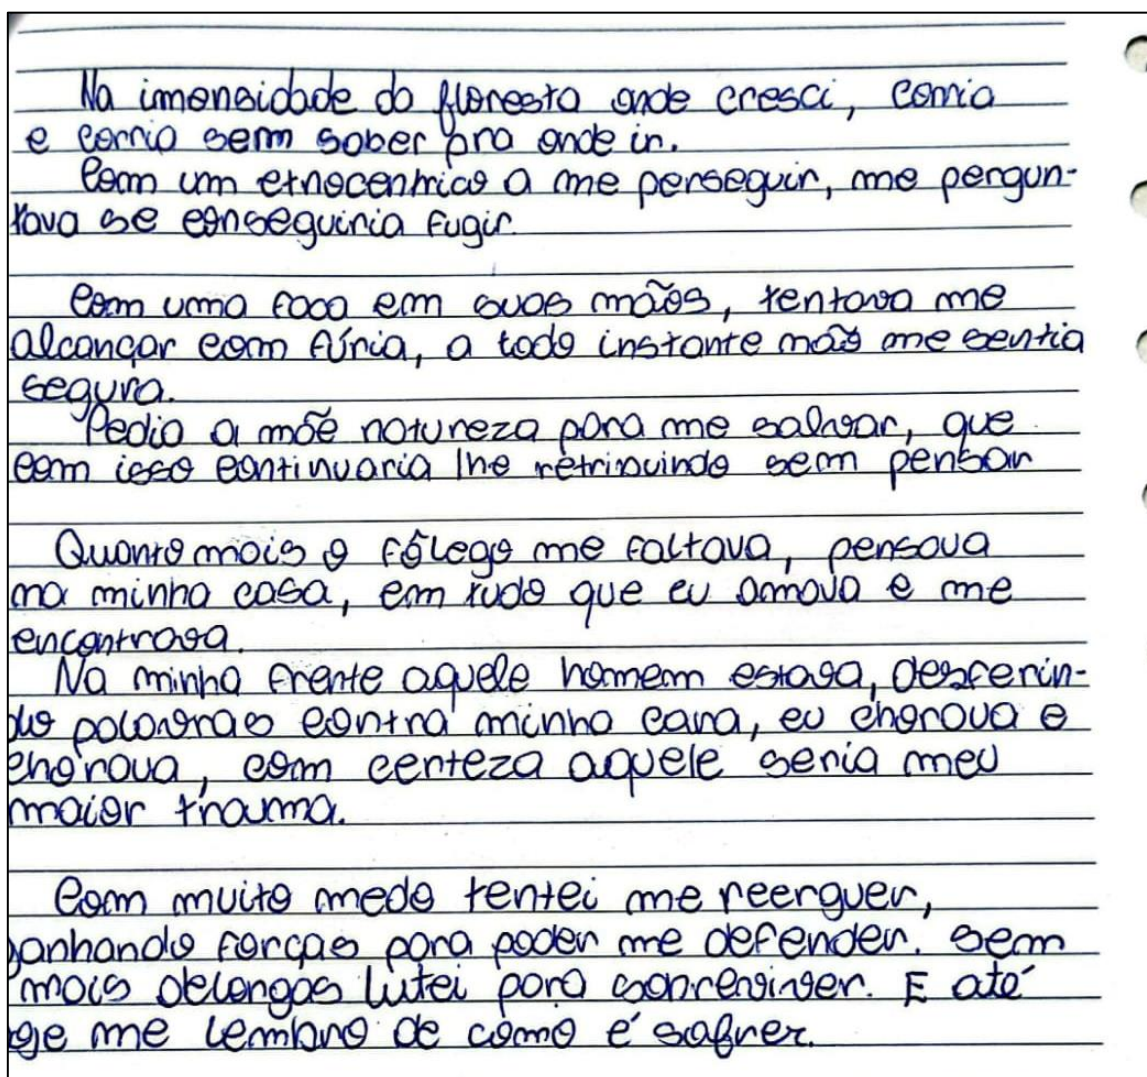 Na imensidade da floresta onde cresci, corria
e corria sem saber pra onde ir.
Com um etnocentrico a me perseguir, me pergun-
tava se conseguiria fugir.
Com uma faca em suas mãos, tentava me
alcançar com fúria, a todo instante não me sentia
segura.
Pedia a mãe natureza para me salvar, que
com isso continuaria lhe retribuindo sem pensar
Quanto mais o fôlego me faltava, pensava
na minha casa, em tudo que eu amava e me
encontrava.
Na minha frente aquele homem estava, desferin-
do palavras contra minha cara, eu chorava e
chorava, com certeza aquele seria meu
maior trauma.
Com muito medo tentei me reerguer,
ganhando forças para poder me defender. sem
mais delongas lutei para sobreviver. E até
oje me lembro de como é sofrer.